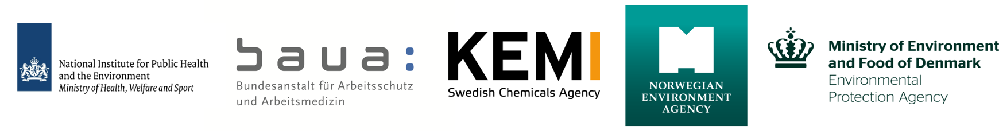 National Institute for Public Health
and the Environment
Ministry of Health, Welfare and Sport
baua:
Bundesanstalt für Arbeitsschutz
und Arbeitsmedizin
KEMI
Swedish Chemicals Agency
NORWEGIAN
ENVIRONMENT
AGENCY
Ministry of Environment
and Food of Denmark
Environmental
Protection Agency